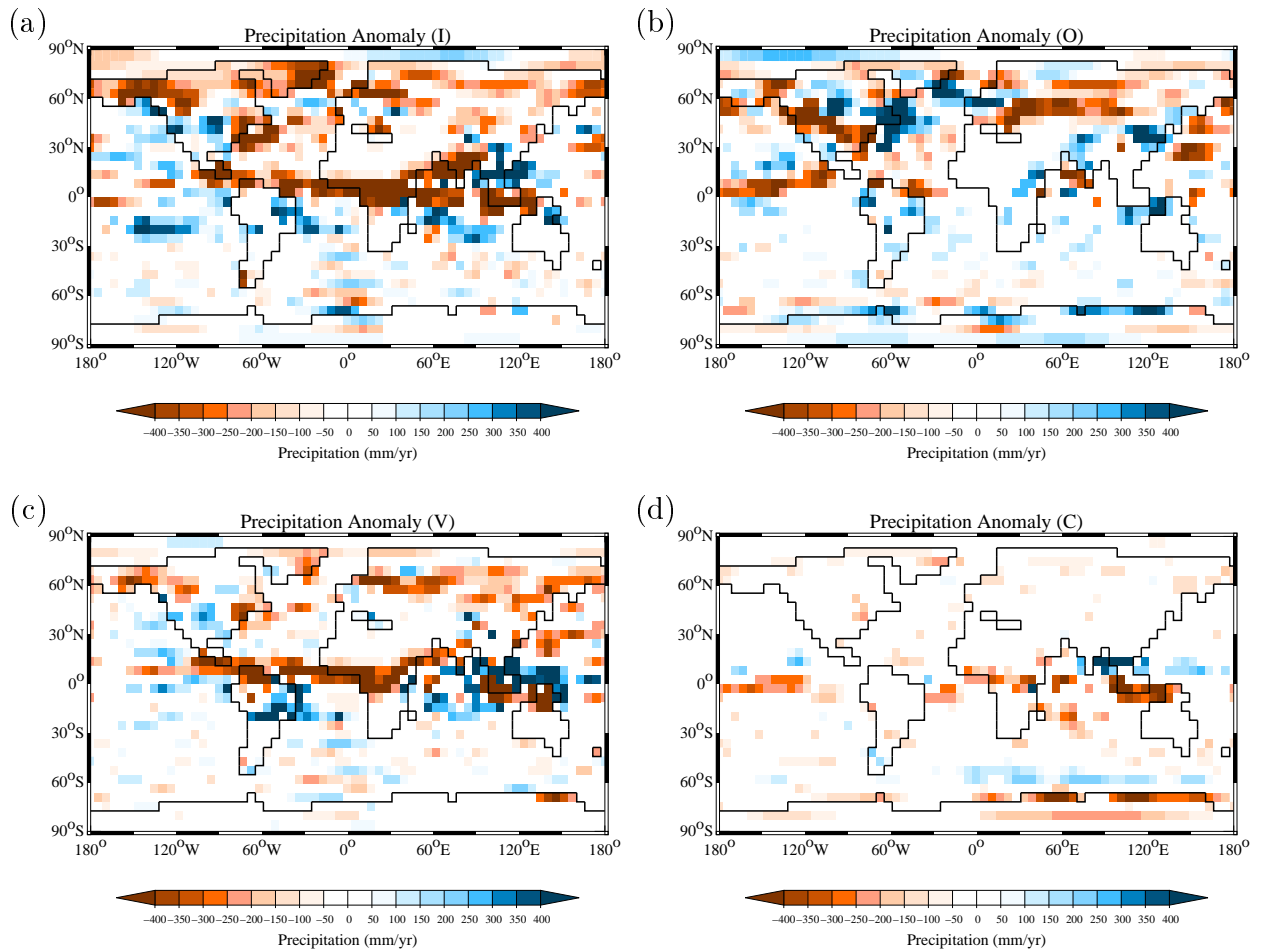 (a)
Precipitation Anomaly (I)
90°N
60°N
30°N
0°
30°S
60°S
90°S
180° 120°W 60°W 0° 60°E 120°E 180°
−400 −350 −300 −250 −200 −150 −100 −50 0 50 100 150 200 250 300 350 400
Precipitation (mm/yr)
(b)
Precipitation Anomaly (O)
90°N
60°N
30°N
0°
30°S
60°S
90°S
180° 120°W 60°W 0° 60°E 120°E 180°
−400 −350 −300 −250 −200 −150 −100 −50 0 50 100 150 200 250 300 350 400
Precipitation (mm/yr)
(c)
Precipitation Anomaly (V)
90°N
60°N
30°N
0°
30°S
60°S
90°S
180° 120°W 60°W 0° 60°E 120°E 180°
−400 −350 −300 −250 −200 −150 −100 −50 0 50 100 150 200 250 300 350 400
Precipitation (mm/yr)
(d)
Precipitation Anomaly (C)
90°N
60°N
30°N
0°
30°S
60°S
90°S
180° 120°W 60°W 0° 60°E 120°E 180°
−400 −350 −300 −250 −200 −150 −100 −50 0 50 100 150 200 250 300 350 400
Precipitation (mm/yr)